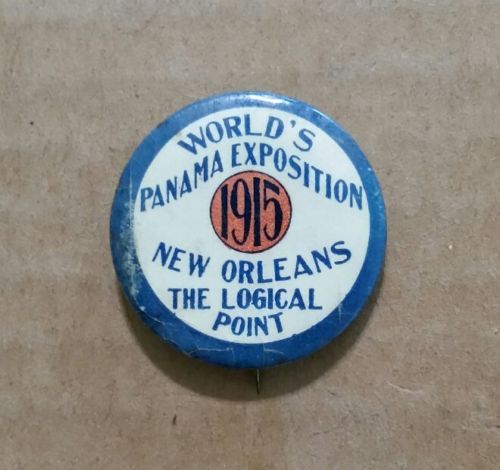 WORLD'S
PANAMA EXPOSITION
1915
NEW ORLEANS
THE LOGICAL
POINT